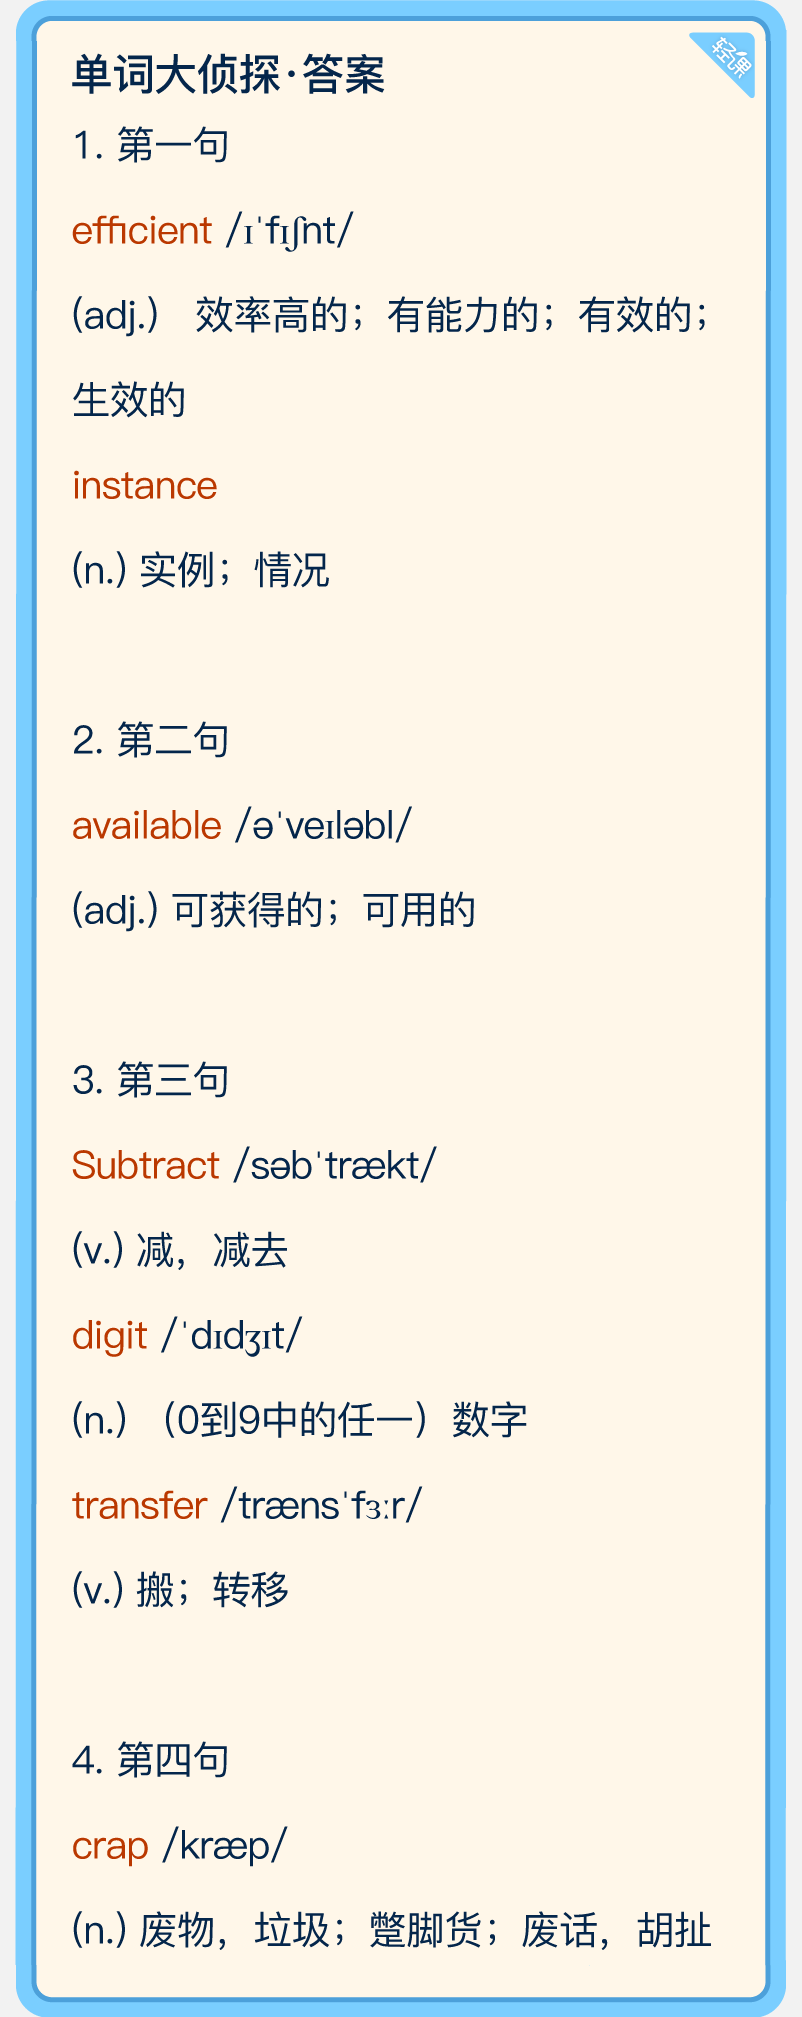 单词大侦探·答案
轻课
1. 第一句
efficient /ɪˈfɪʃnt/
(adj.) 效率高的；有能力的；有效的；
生效的
instance
(n.) 实例；情况
2. 第二句
available /əˈveɪləbl/
(adj.) 可获得的；可用的
3. 第三句
Subtract /səbˈtrækt/
(v.) 减，减去
digit /ˈdɪdʒɪt/
(n.) （0到9中的任一）数字
transfer /trænsˈfɜːr/
(v.) 搬；转移
4. 第四句
crap /kræp/
(n.) 废物，垃圾；蹩脚货；废话，胡扯